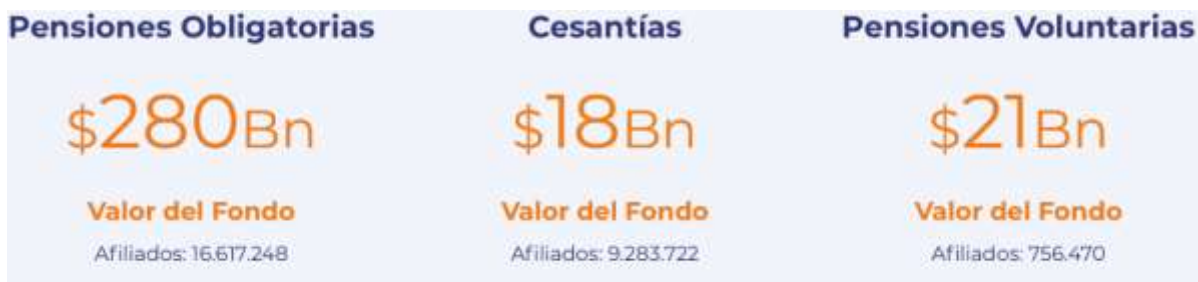 Pensiones Obligatorias
$280Bn
Valor del Fondo
Afiliados: 16.617.248
Cesantías
$18Bn
Valor del Fondo
Afiliados: 9.283.722
Pensiones Voluntarias
$21Bn
Valor del Fondo
Afiliados: 756.470